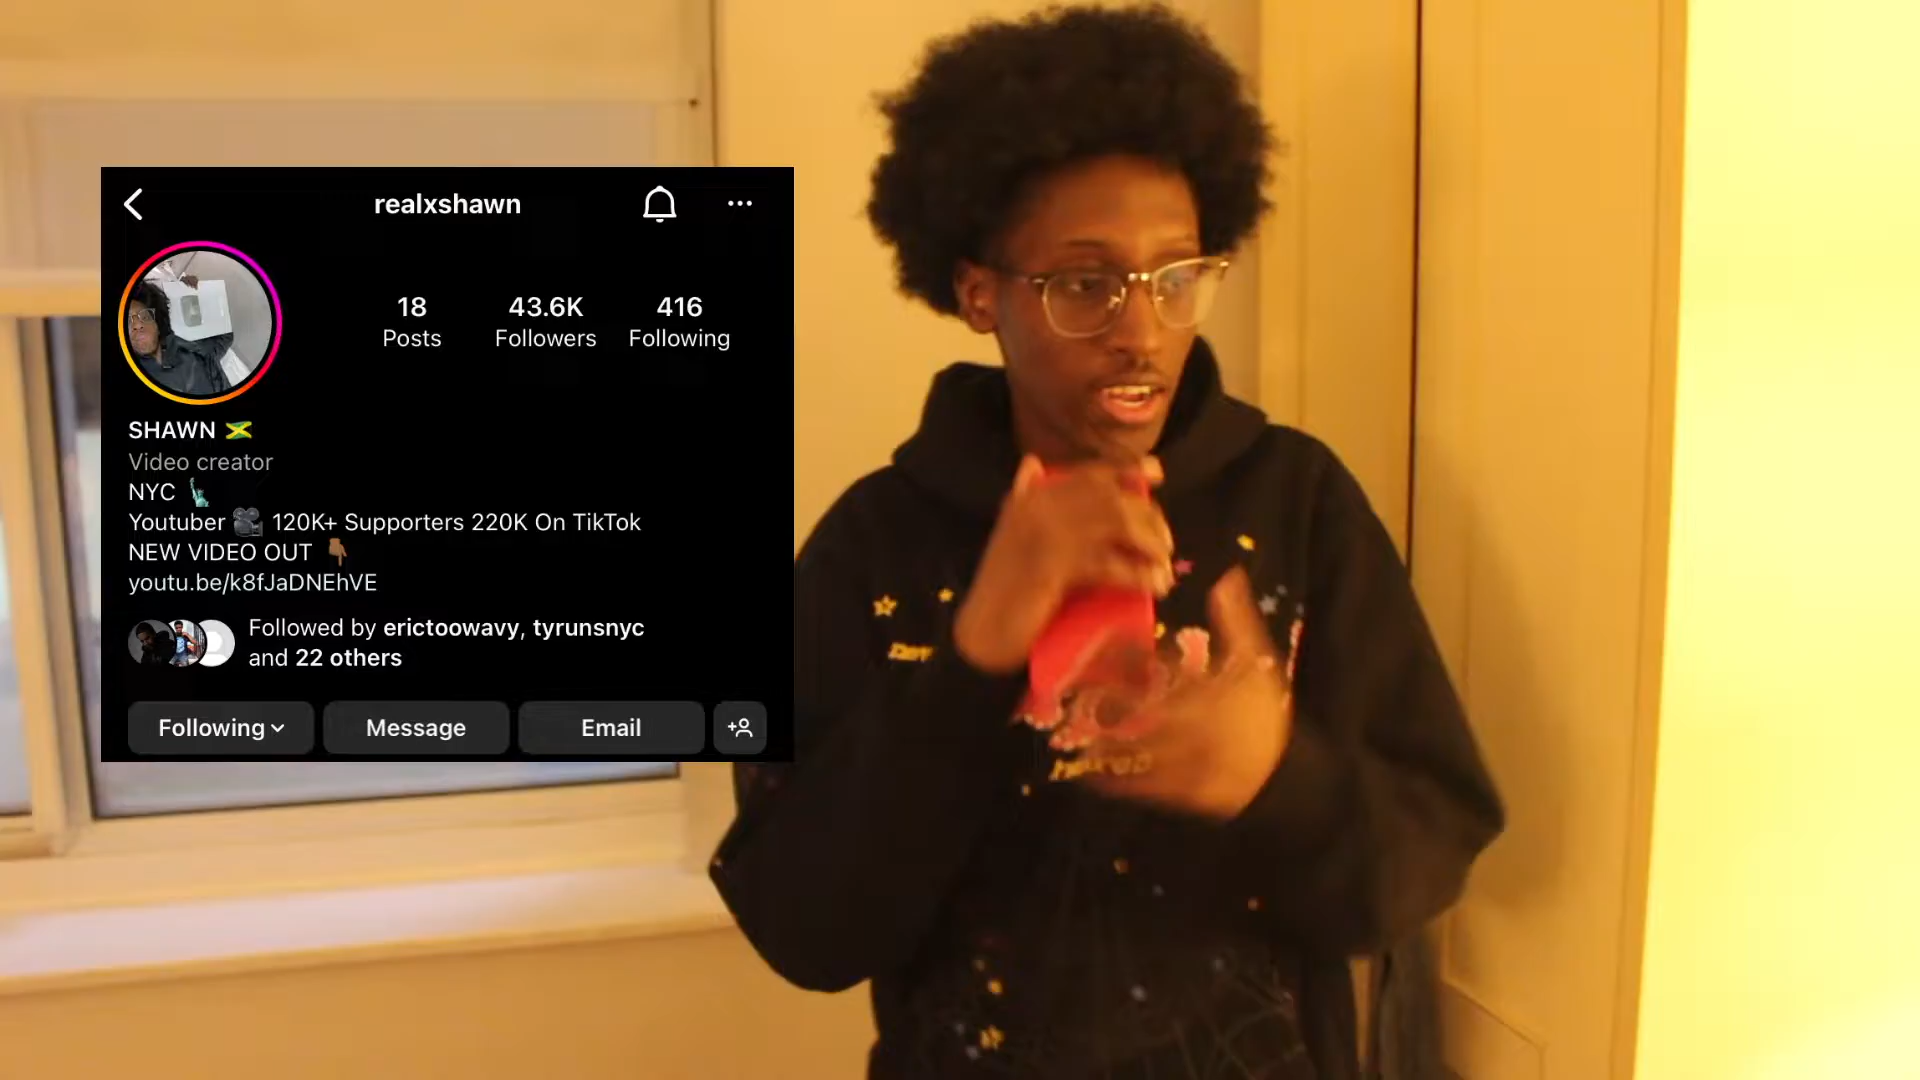 realxshawn
18
43.6K
416
Posts
Followers
Following
SHAWN 🇯🇲
Video creator
NYC 🗽
Youtuber 🎥 120K+ Supporters 220K On TikTok
NEW VIDEO OUT 👇🏾
youtu.be/k8fJaDNEhVE
Followed by erictoowavy, tyrunsnyc
and 22 others
Following
Message
Email